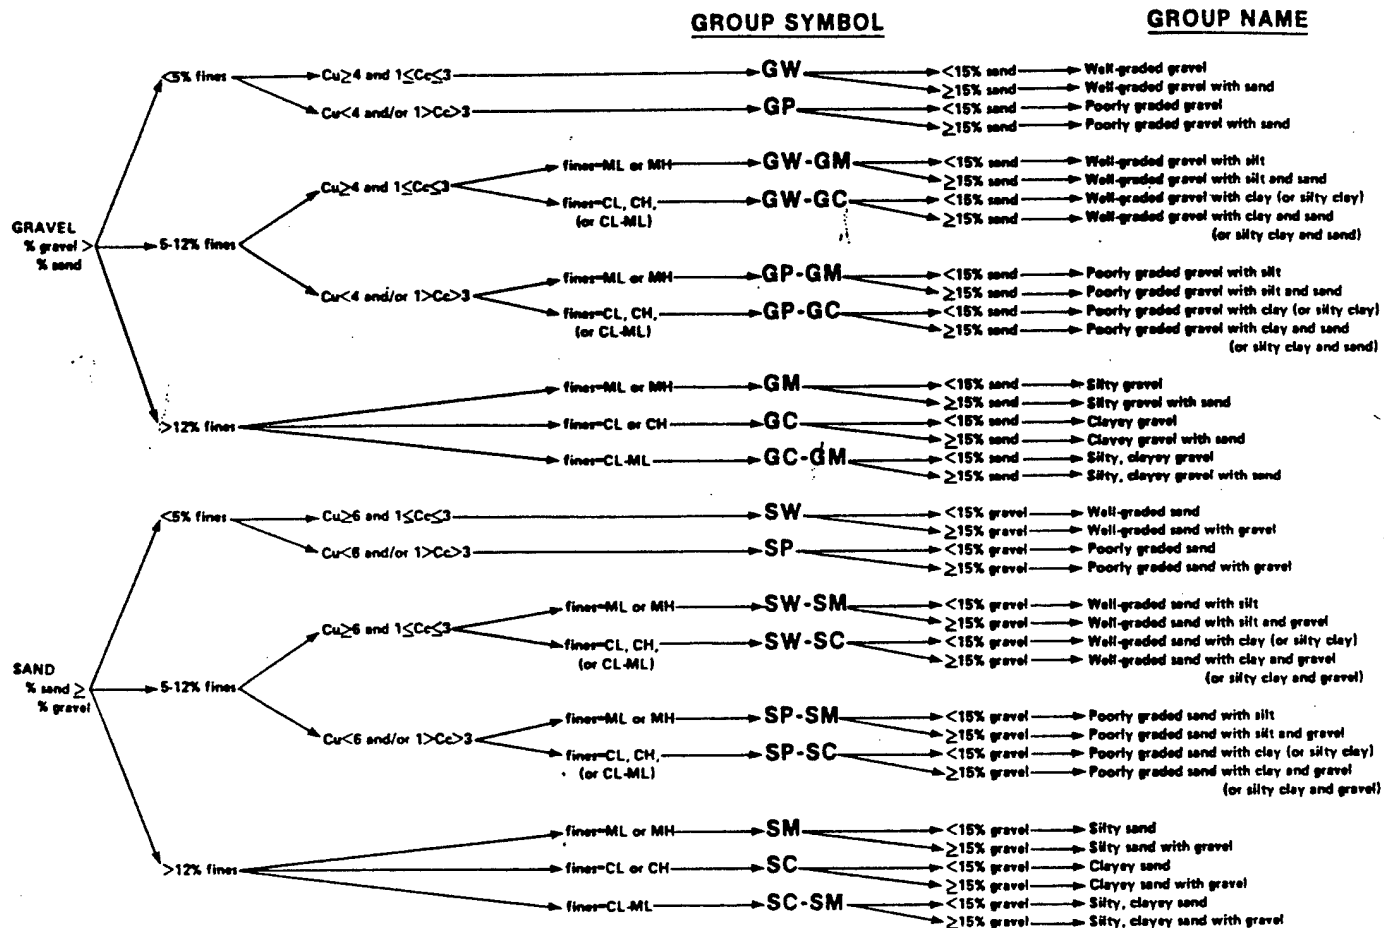 GROUP SYMBOL GROUP NAME
<5% fines Cu≥4 and 1≤Cc≤3 GW <15% sand Well-graded gravel
≥15% sand Well-graded gravel with sand
Cu<4 and/or 1>Cc>3 GP <15% sand Poorly graded gravel
≥15% sand Poorly graded gravel with sand
fines=ML or MH GW-GM <15% sand Well-graded gravel with silt
Cu≥4 and 1≤Cc≤3 ≥15% sand Well-graded gravel with silt and sand
fines=CL, CH, GW-GC <15% sand Well-graded gravel with clay (or silty clay)
(or CL-ML) ≥15% sand Well-graded gravel with clay and sand
GRAVEL (or silty clay and sand)
% gravel > 5-12% fines
% sand
fines=ML or MH GP-GM <15% sand Poorly graded gravel with silt
Cu<4 and/or 1>Cc>3 ≥15% sand Poorly graded gravel with silt and sand
fines=CL, CH, GP-GC <15% sand Poorly graded gravel with clay (or silty clay)
(or CL-ML) ≥15% sand Poorly graded gravel with clay and sand
(or silty clay and sand)
fines=ML or MH GM <15% sand Silty gravel
≥15% sand Silty gravel with sand
>12% fines fines=CL or CH GC <15% sand Clayey gravel
≥15% sand Clayey gravel with sand
fines=CL-ML GC-GM <15% sand Silty, clayey gravel
≥15% sand Silty, clayey gravel with sand
<5% fines Cu≥6 and 1≤Cc≤3 SW <15% gravel Well-graded sand
≥15% gravel Well-graded sand with gravel
Cu<6 and/or 1>Cc>3 SP <15% gravel Poorly graded sand
≥15% gravel Poorly graded sand with gravel
fines=ML or MH SW-SM <15% gravel Well-graded sand with silt
Cu≥6 and 1≤Cc≤3 ≥15% gravel Well-graded sand with silt and gravel
fines=CL, CH, SW-SC <15% gravel Well-graded sand with clay (or silty clay)
(or CL-ML) ≥15% gravel Well-graded sand with clay and gravel
SAND (or silty clay and gravel)
% sand ≥ 5-12% fines
% gravel
fines=ML or MH SP-SM <15% gravel Poorly graded sand with silt
Cu<6 and/or 1>Cc>3 ≥15% gravel Poorly graded sand with silt and gravel
fines=CL, CH, SP-SC <15% gravel Poorly graded sand with clay (or silty clay)
(or CL-ML) ≥15% gravel Poorly graded sand with clay and gravel
(or silty clay and gravel)
fines=ML or MH SM <15% gravel Silty sand
≥15% gravel Silty sand with gravel
>12% fines fines=CL or CH SC <15% gravel Clayey sand
≥15% gravel Clayey sand with gravel
fines=CL-ML SC-SM <15% gravel Silty, clayey sand
≥15% gravel Silty, clayey sand with gravel